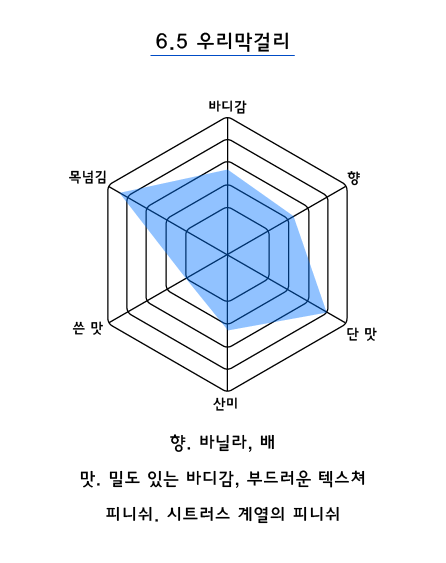 6.5 우리막걸리
바디감
목넘김
향
쓴 맛
단 맛
산미
향. 바닐라, 배
맛. 밀도 있는 바디감, 부드러운 텍스쳐
피니쉬. 시트러스 계열의 피니쉬